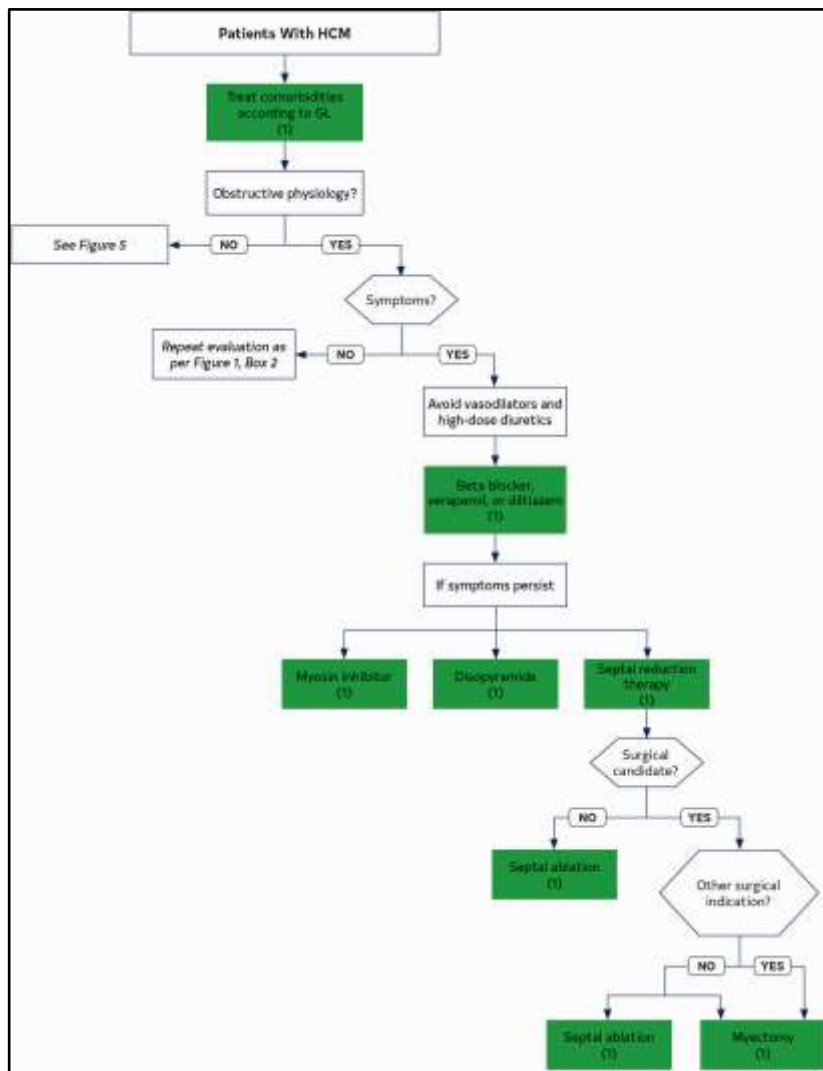 Patients With HCM
Treat comorbidities
according to GL
(1)
Obstructive physiology?
NO
YES
See Figure 5
Symptoms?
NO
YES
Repeat evaluation as
per Figure 1, Box 2
Avoid vasodilators and
high-dose diuretics
Beta blocker,
verapamil, or diltiazem
(1)
If symptoms persist
Myosin inhibitor
(1)
Disopyramide
(1)
Septal reduction
therapy
(1)
Surgical
candidate?
NO
YES
Septal ablation
(1)
Other surgical
indication?
NO
YES
Septal ablation
(1)
Myectomy
(1)